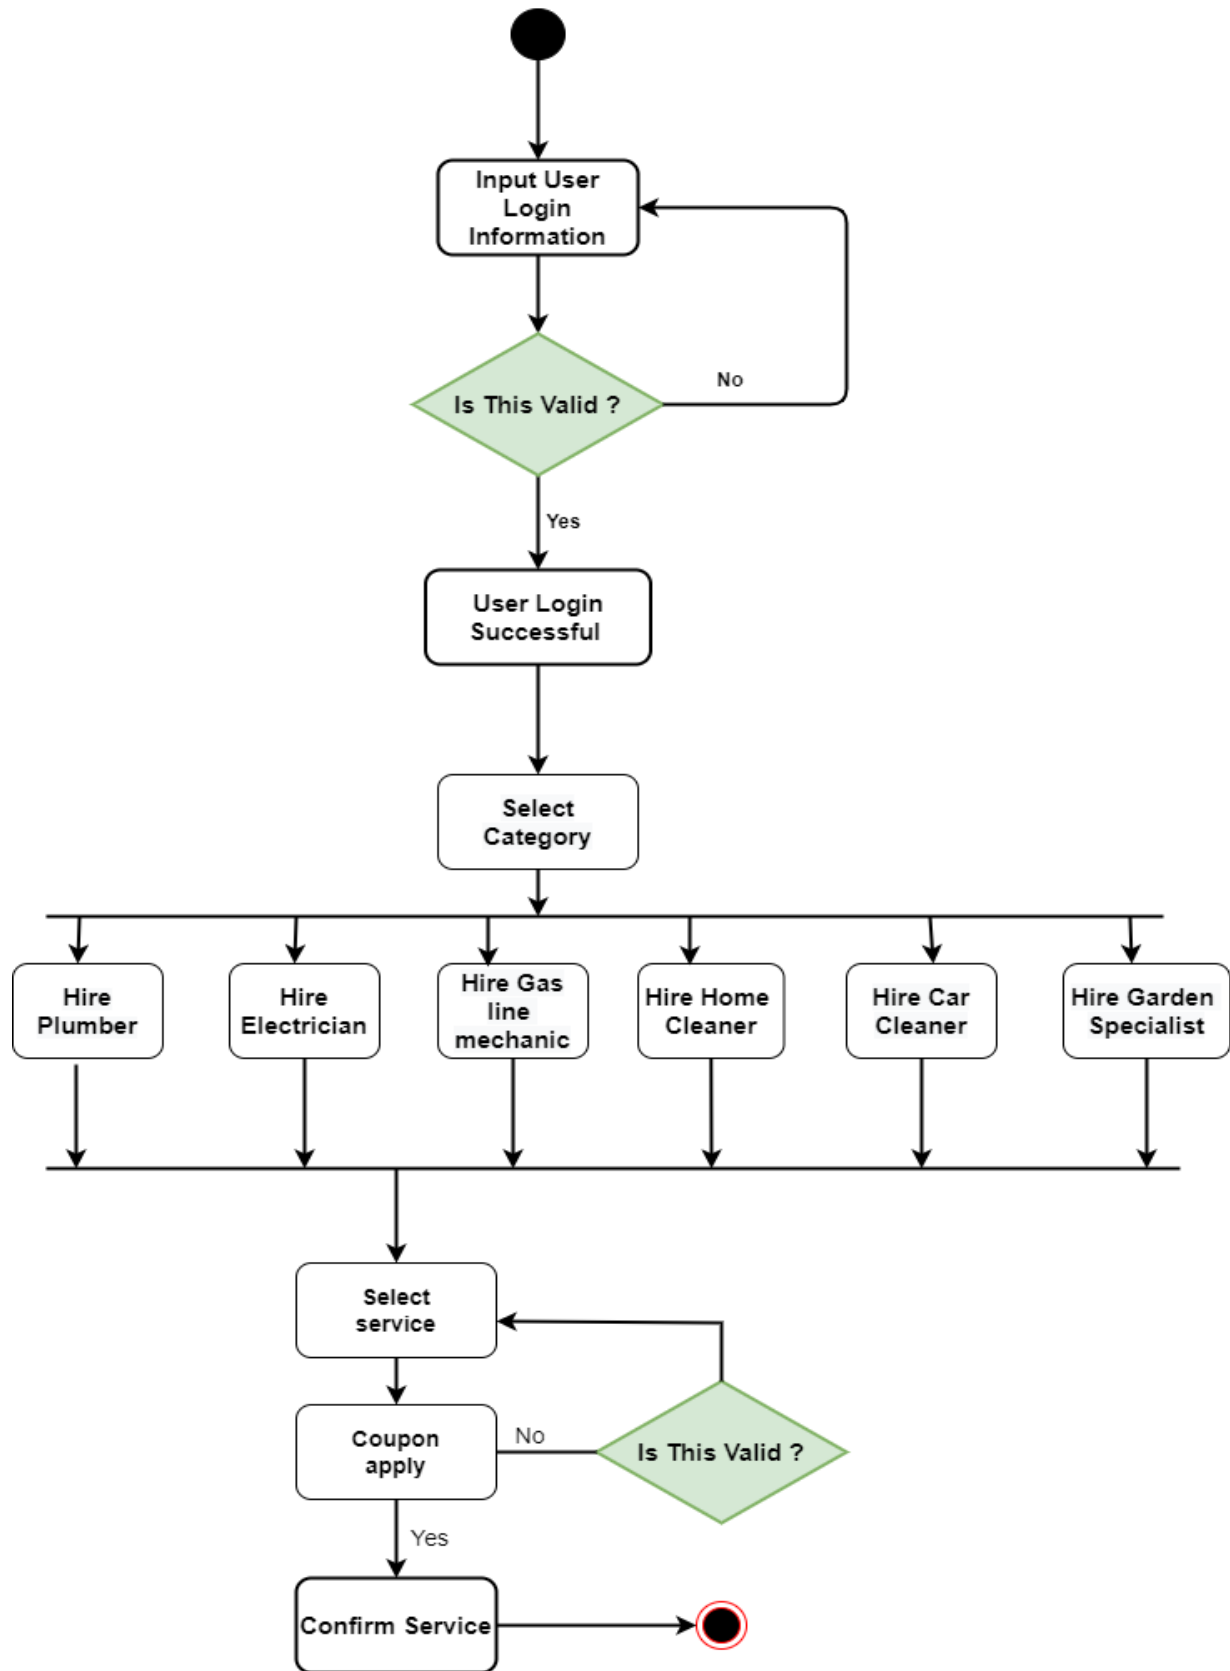 Input User
Login
Information
Is This Valid ?
No
Yes
User Login
Successful
Select
Category
Hire
Plumber
Hire
Electrician
Hire Gas
line
mechanic
Hire Home
Cleaner
Hire Car
Cleaner
Hire Garden
Specialist
Select
service
Coupon
apply
No
Is This Valid ?
Yes
Confirm Service